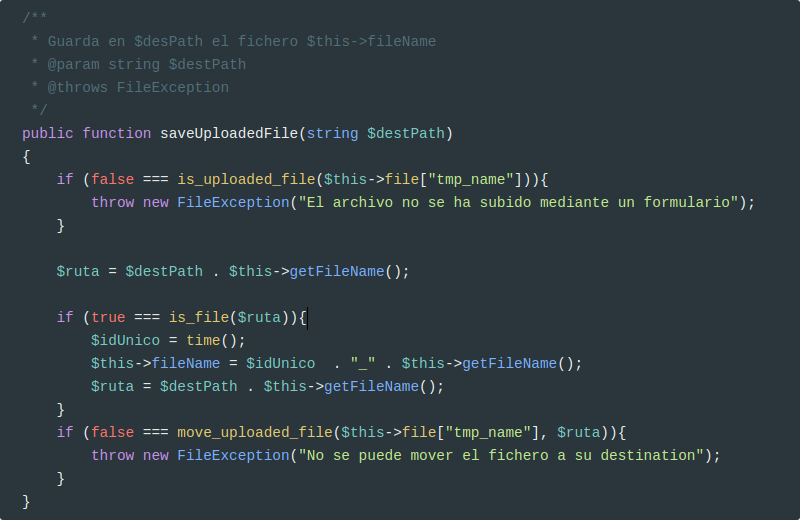 /**
 * Guarda en $desPath el fichero $this->fileName
 * @param string $destPath
 * @throws FileException
 */
public function saveUploadedFile(string $destPath)
{
    if (false === is_uploaded_file($this->file["tmp_name"])){
        throw new FileException("El archivo no se ha subido mediante un formulario");
    }

    $ruta = $destPath . $this->getFileName();

    if (true === is_file($ruta)){
        $idUnico = time();
        $this->fileName = $idUnico  . "_" . $this->getFileName();
        $ruta = $destPath . $this->getFileName();
    }
    if (false === move_uploaded_file($this->file["tmp_name"], $ruta)){
        throw new FileException("No se puede mover el fichero a su destination");
    }
}